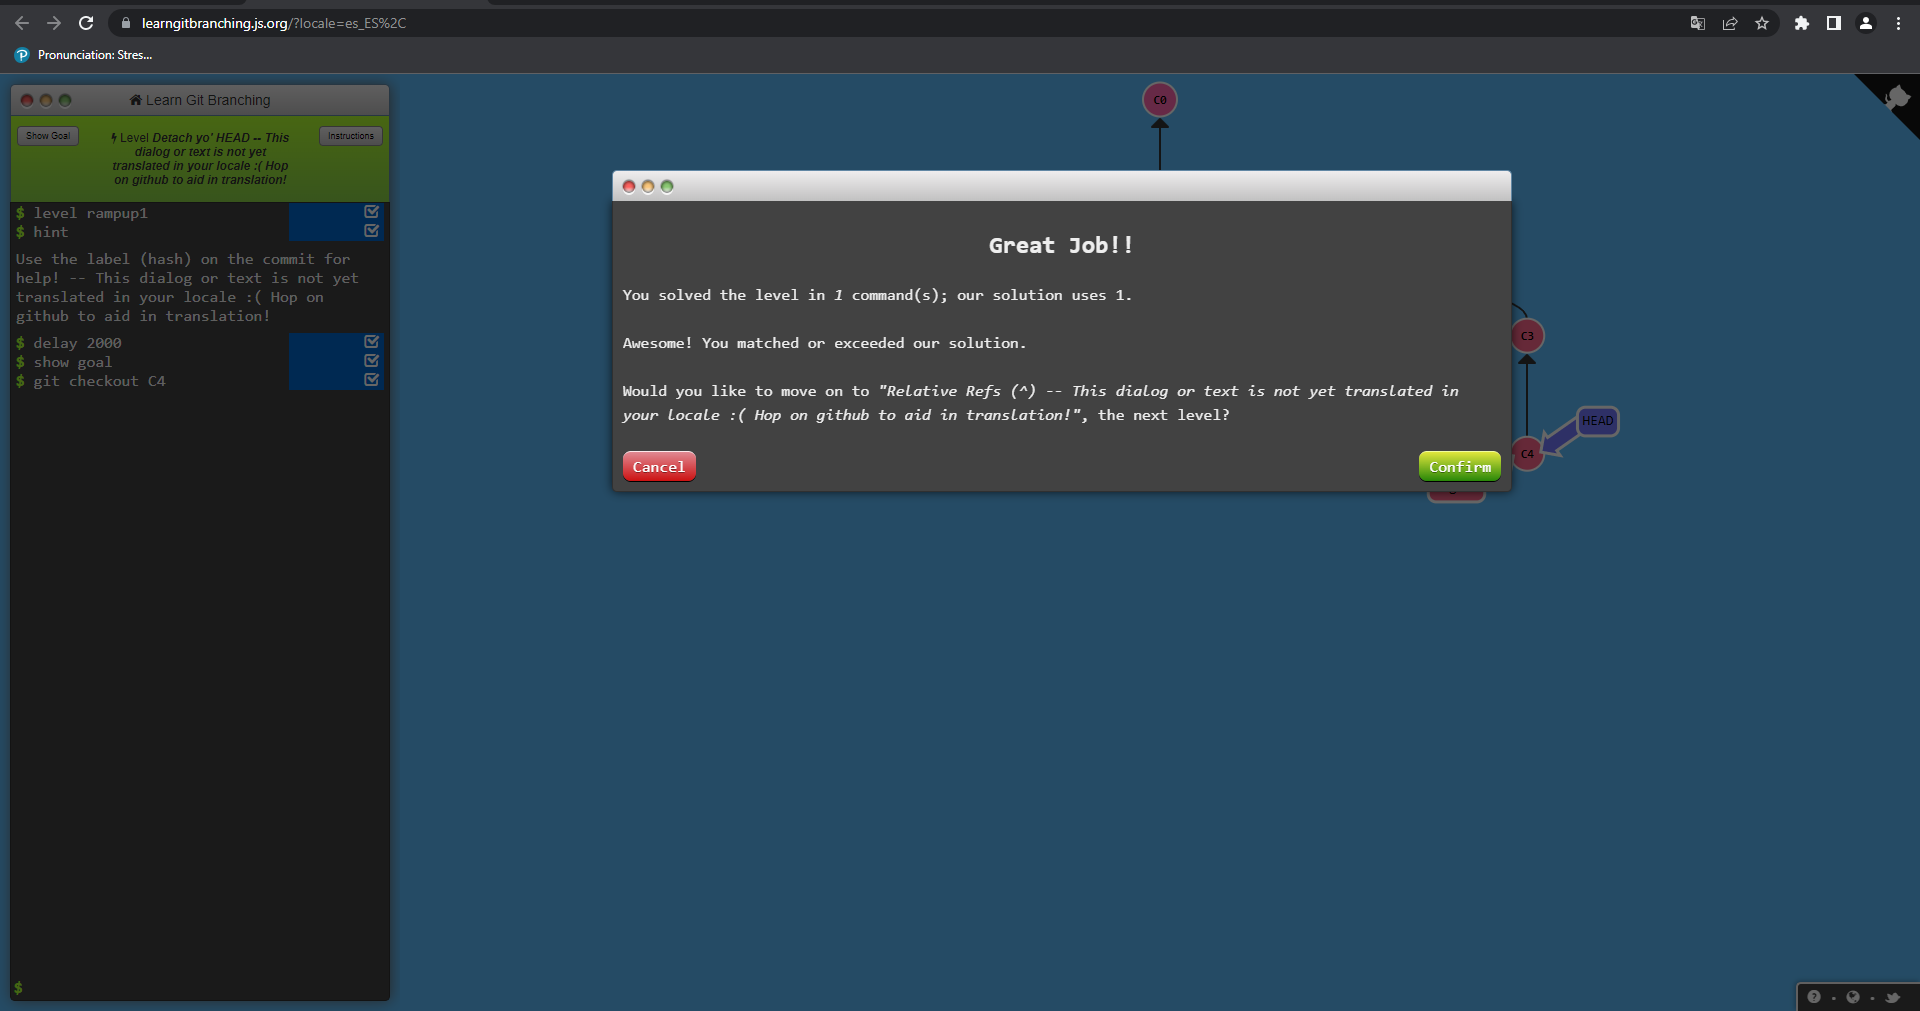 learngitbranching.js.org/?locale=es_ES%2C
Pronunciation: Stres...
Learn Git Branching
Show Goal
Level Detach yo' HEAD -- This
dialog or text is not yet
translated in your locale :( Hop
on github to aid in translation!
Instructions
$ level rampup1
$ hint
Use the label (hash) on the commit for
help! -- This dialog or text is not yet
translated in your locale :( Hop on
github to aid in translation!
$ delay 2000
$ show goal
$ git checkout C4
$
C0
Great Job!!
You solved the level in 1 command(s); our solution uses 1.
Awesome! You matched or exceeded our solution.
Would you like to move on to "Relative Refs (^) -- This dialog or text is not yet translated in
your locale :( Hop on github to aid in translation!", the next level?
Cancel
Confirm
C3
HEAD
C4